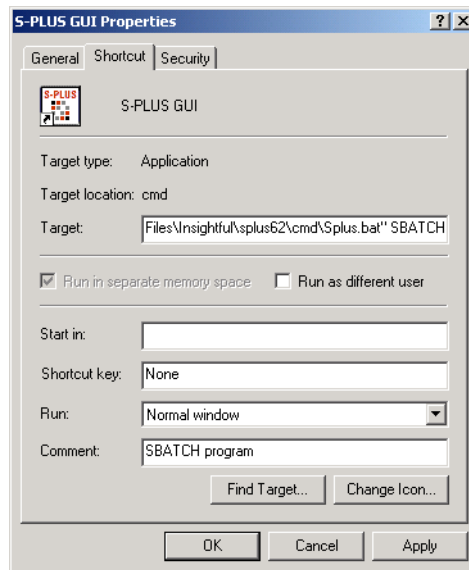 S-PLUS GUI Properties
General Shortcut Security
S-PLUS
S-PLUS GUI
Target type: Application
Target location: cmd
Target: Files\Insightful\splus62\cmd\Splus.bat" SBATCH
Run in separate memory space Run as different user
Start in:
Shortcut key: None
Run: Normal window
Comment: SBATCH program
Find Target... Change Icon...
OK Cancel Apply